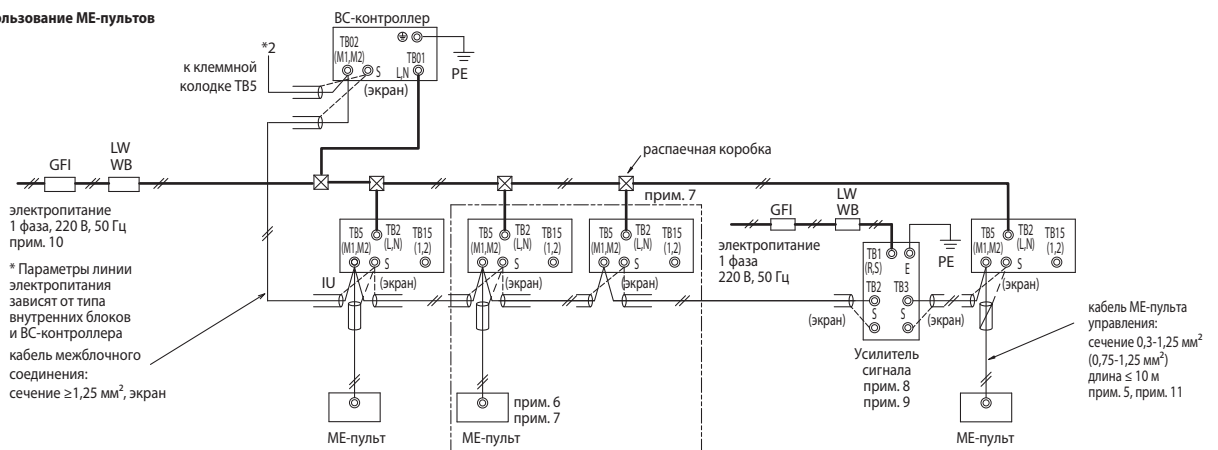 ользование МЕ-пультов
ВС-контроллер
TB02
(M1,M2)
S
(экран)
TB01
L,N
PE
*2
к клеммной
колодке TB5
GFI
LW
WB
распаечная коробка
прим. 7
электропитание
1 фаза, 220 В, 50 Гц
прим. 10
* Параметры линии
электропитания
зависят от типа
внутренних блоков
и ВС-контроллера
кабель межблочного
соединения:
сечение ≥1,25 мм², экран
IU
TB5
(M1,M2)
TB2
(L,N)
TB15
(1,2)
S
(экран)
TB5
(M1,M2)
TB2
(L,N)
TB15
(1,2)
S
(экран)
TB5
(M1,M2)
TB2
(L,N)
TB15
(1,2)
S
(экран)
GFI
LW
WB
электропитание
1 фаза
220 В, 50 Гц
TB1
(R,S)
E
PE
TB2
TB3
S
S
(экран)
(экран)
Усилитель
сигнала
прим. 8
прим. 9
TB5
(M1,M2)
TB2
(L,N)
TB15
(1,2)
S
(экран)
кабель МЕ-пульта
управления:
сечение 0,3-1,25 мм²
(0,75-1,25 мм²)
длина ≤ 10 м
прим. 5, прим. 11
МЕ-пульт
прим. 6
прим. 7
МЕ-пульт
МЕ-пульт